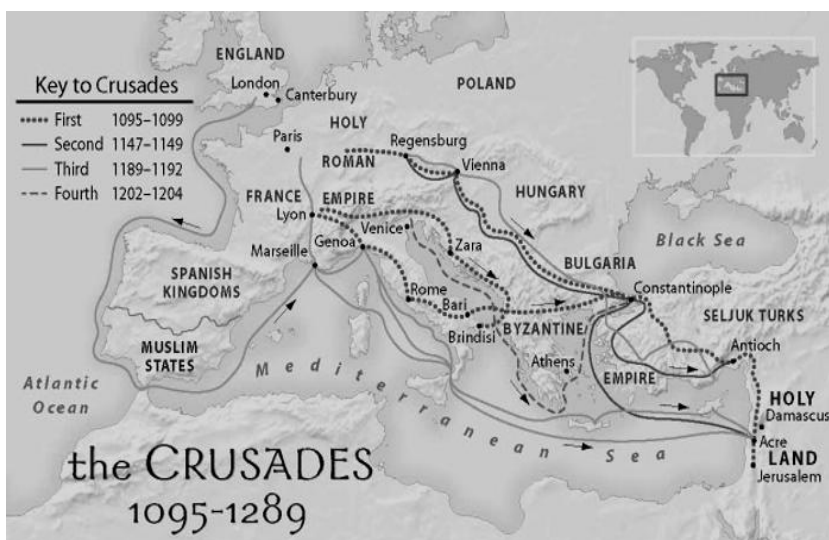 ENGLAND
London
Canterbury
Key to Crusades
First 1095–1099
Second 1147–1149
Third 1189–1192
Fourth 1202–1204
POLAND
HOLY
ROMAN
EMPIRE
Paris
Regensburg
Vienna
HUNGARY
FRANCE
Lyon
Venice
Genoa
Zara
Marseille
BULGARIA
Black Sea
SPANISH
KINGDOMS
Rome
Bari
Brindisi
Constantinople
SELJUK TURKS
BYZANTINE
EMPIRE
MUSLIM
STATES
Athens
Antioch
Atlantic
Ocean
Mediterranean Sea
HOLY
LAND
Damascus
Acre
Jerusalem
the CRUSADES
1095-1289